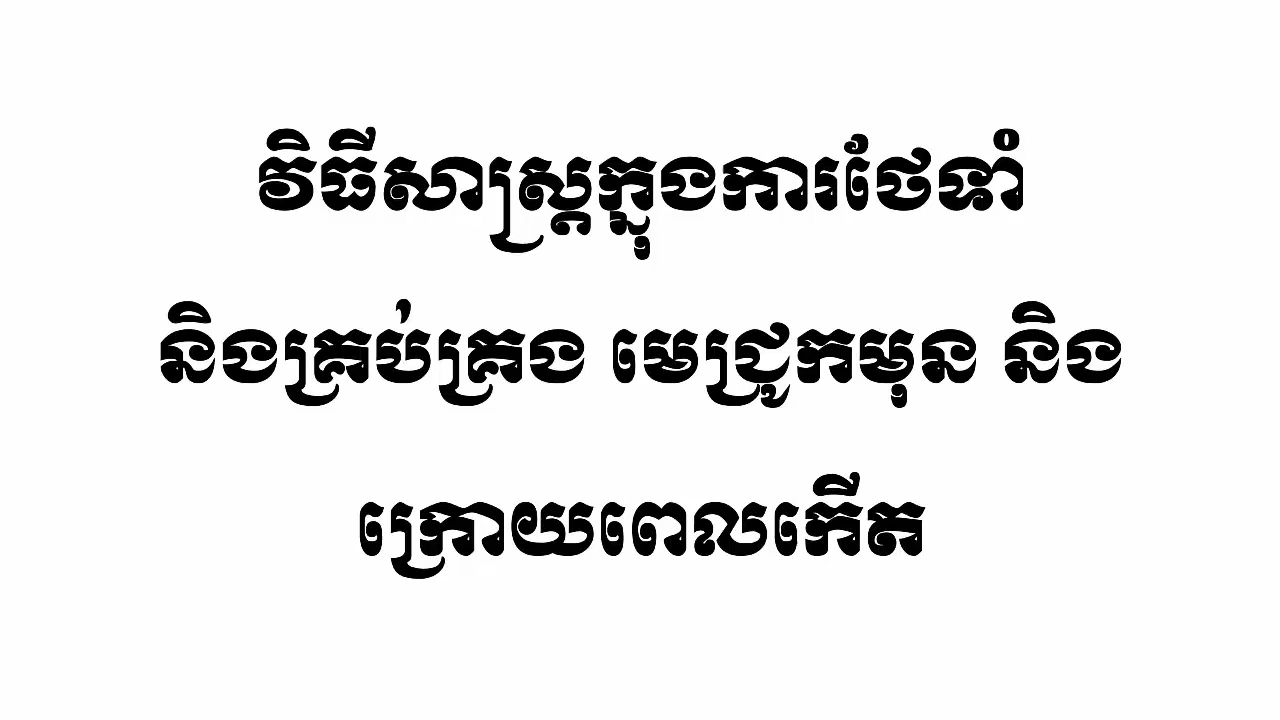 វិធីសាស្ត្រក្នុងការថែទាំ
និងគ្រប់គ្រង មេជ្រូកមុន និង
ក្រោយពេលកើត